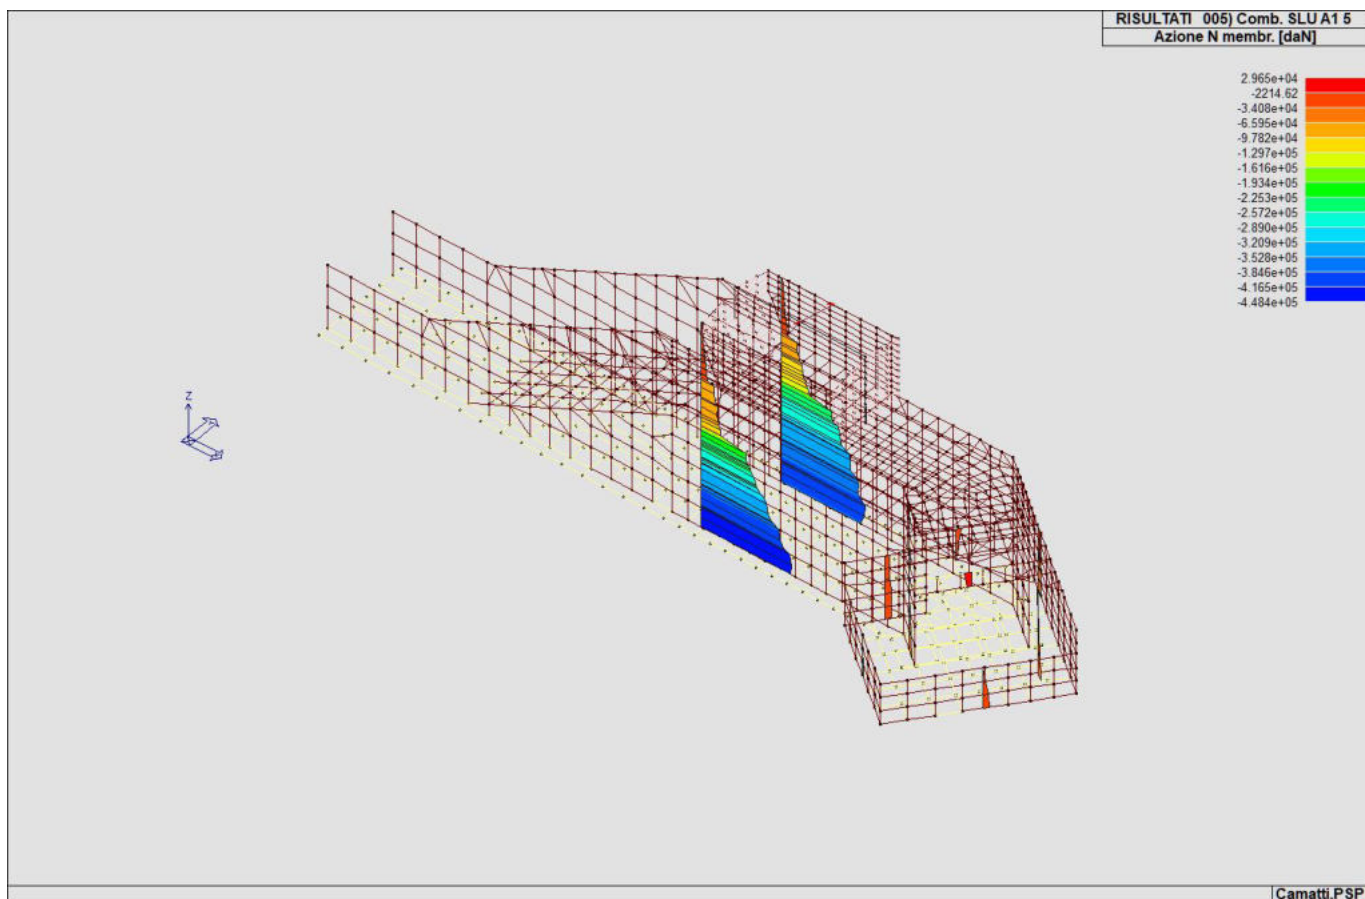 RISULTATI 005) Comb. SLU A1 5
Azione N membr. [daN]
2.965e+04
-2214.62
-3.408e+04
-6.595e+04
-9.782e+04
-1.297e+05
-1.616e+05
-1.934e+05
-2.253e+05
-2.572e+05
-2.890e+05
-3.209e+05
-3.528e+05
-3.846e+05
-4.165e+05
-4.484e+05
Z
Camatti.PSP